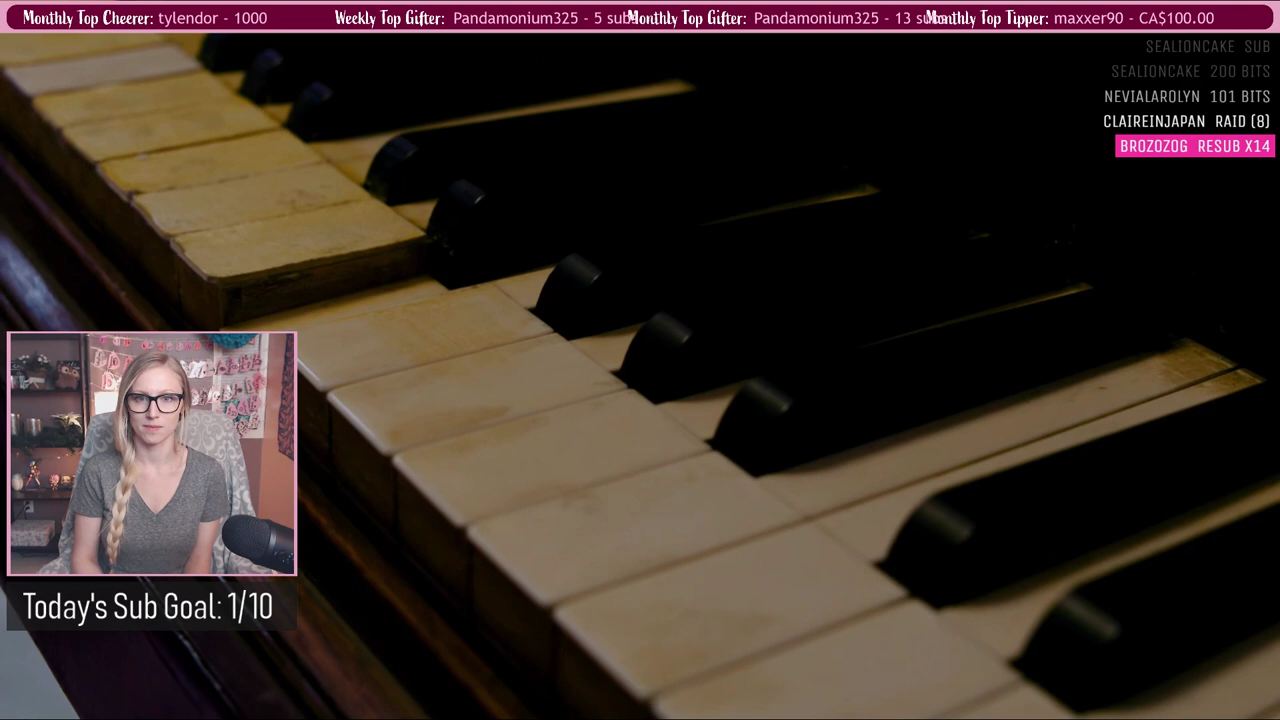 Monthly Top Cheerer: tylendor - 1000
Weekly Top Gifter: Pandamonium325 - 5 subs
Monthly Top Gifter: Pandamonium325 - 13 subs
Monthly Top Tipper: maxxer90 - CA$100.00
SEALIONCAKE SUB
SEALIONCAKE 200 BITS
NEVIALAROLYN 101 BITS
CLAIREINJAPAN RAID (8)
BROZOZOG RESUB X14
Today's Sub Goal: 1/10